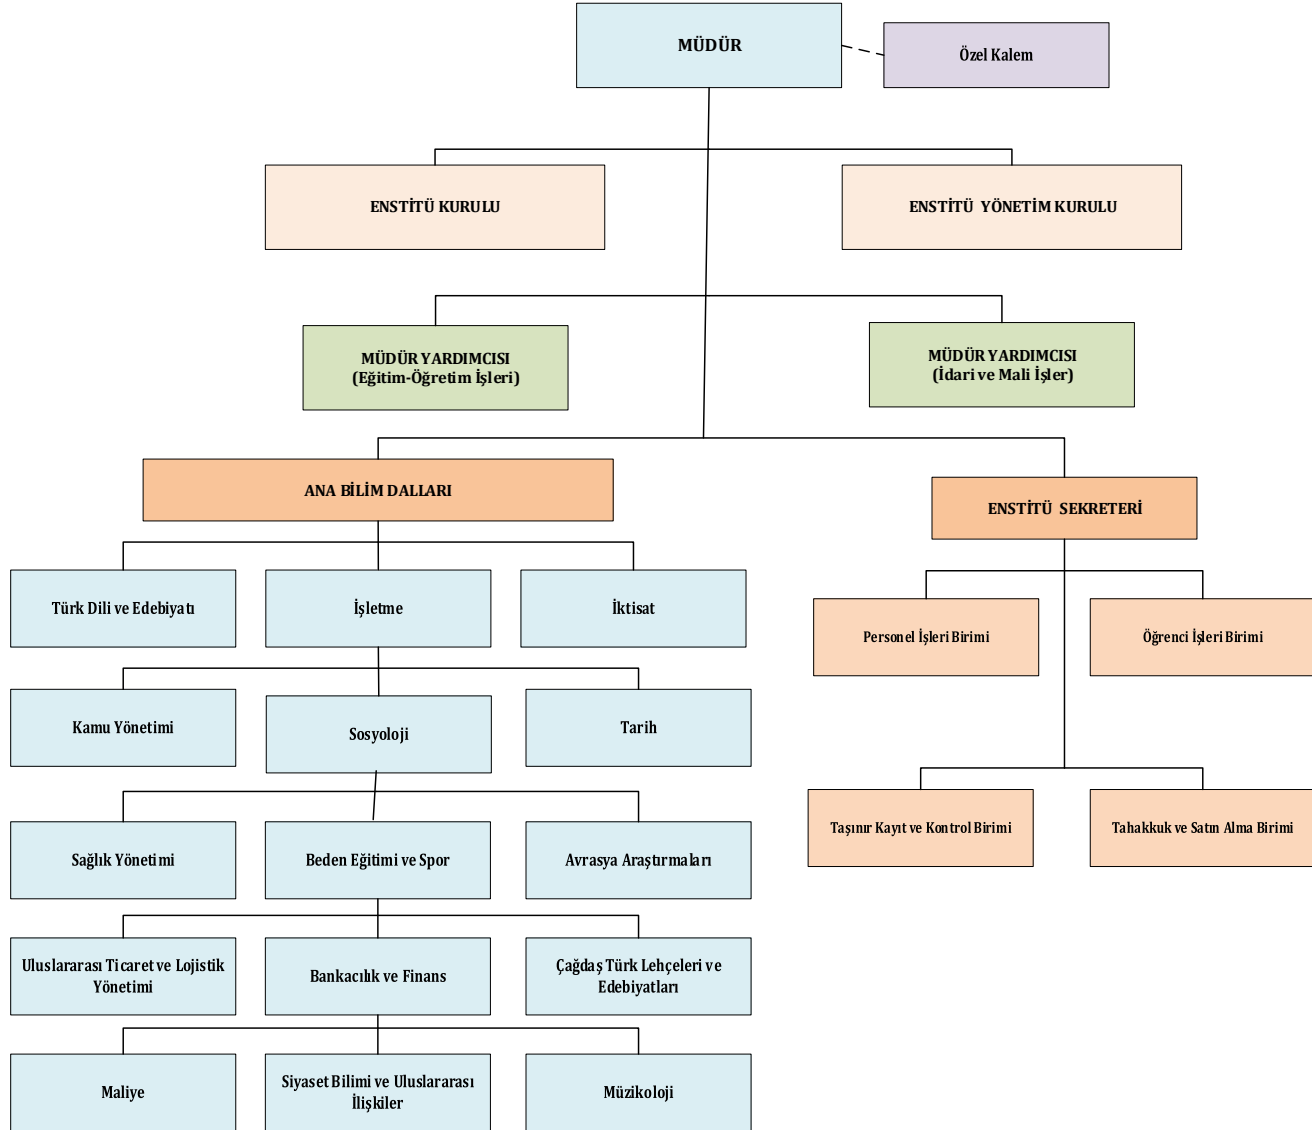 MÜDÜR
Özel Kalem
ENSTİTÜ KURULU
ENSTİTÜ YÖNETİM KURULU
MÜDÜR YARDIMCISI
(Eğitim-Öğretim İşleri)
MÜDÜR YARDIMCISI
(İdari ve Mali İşler)
ANA BİLİM DALLARI
ENSTİTÜ SEKRETERİ
Türk Dili ve Edebiyatı
İşletme
İktisat
Personel İşleri Birimi
Öğrenci İşleri Birimi
Kamu Yönetimi
Sosyoloji
Tarih
Taşınır Kayıt ve Kontrol Birimi
Tahakkuk ve Satın Alma Birimi
Sağlık Yönetimi
Beden Eğitimi ve Spor
Avrasya Araştırmaları
Uluslararası Ticaret ve Lojistik
Yönetimi
Bankacılık ve Finans
Çağdaş Türk Lehçeleri ve
Edebiyatları
Maliye
Siyaset Bilimi ve Uluslararası
İlişkiler
Müzikoloji